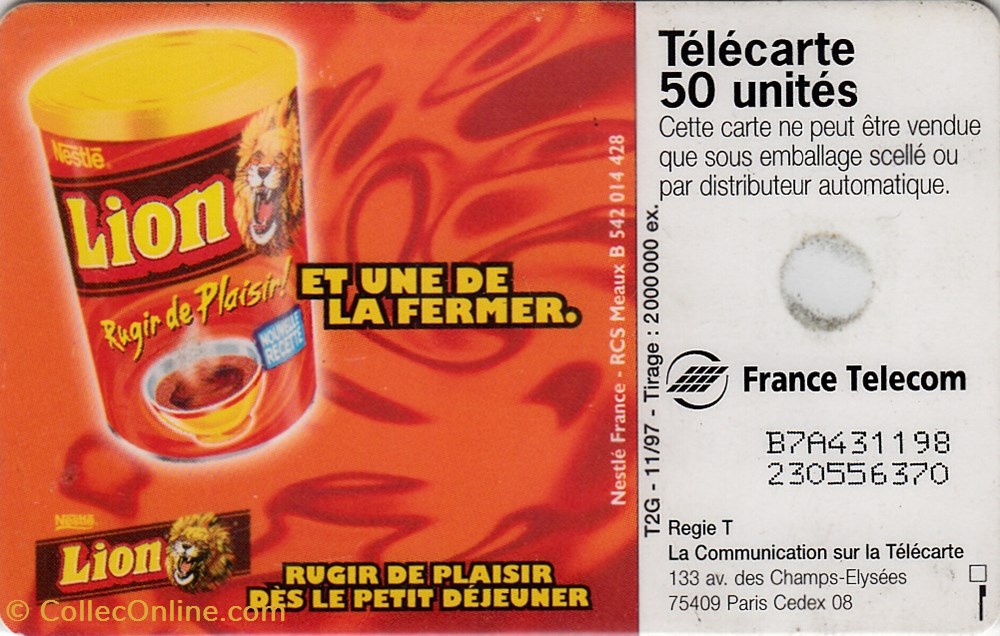 Nestlé
Lion
Rugir de Plaisir!
NOUVELLE
RECETTE
ET UNE DE
LA FERMER.
Nestlé
Lion
RUGIR DE PLAISIR
DÈS LE PETIT DÉJEUNER
Nestlé France - RCS Meaux B 542 014 428
T2G - 11/97 - Tirage : 2 000 000 ex.
Télécarte
50 unités
Cette carte ne peut être vendue
que sous emballage scellé ou
par distributeur automatique.
France Telecom
B7A431198
230556370
Regie T
La Communication sur la Télécarte
133 av. des Champs-Elysées
75409 Paris Cedex 08
© CollecOnline.com